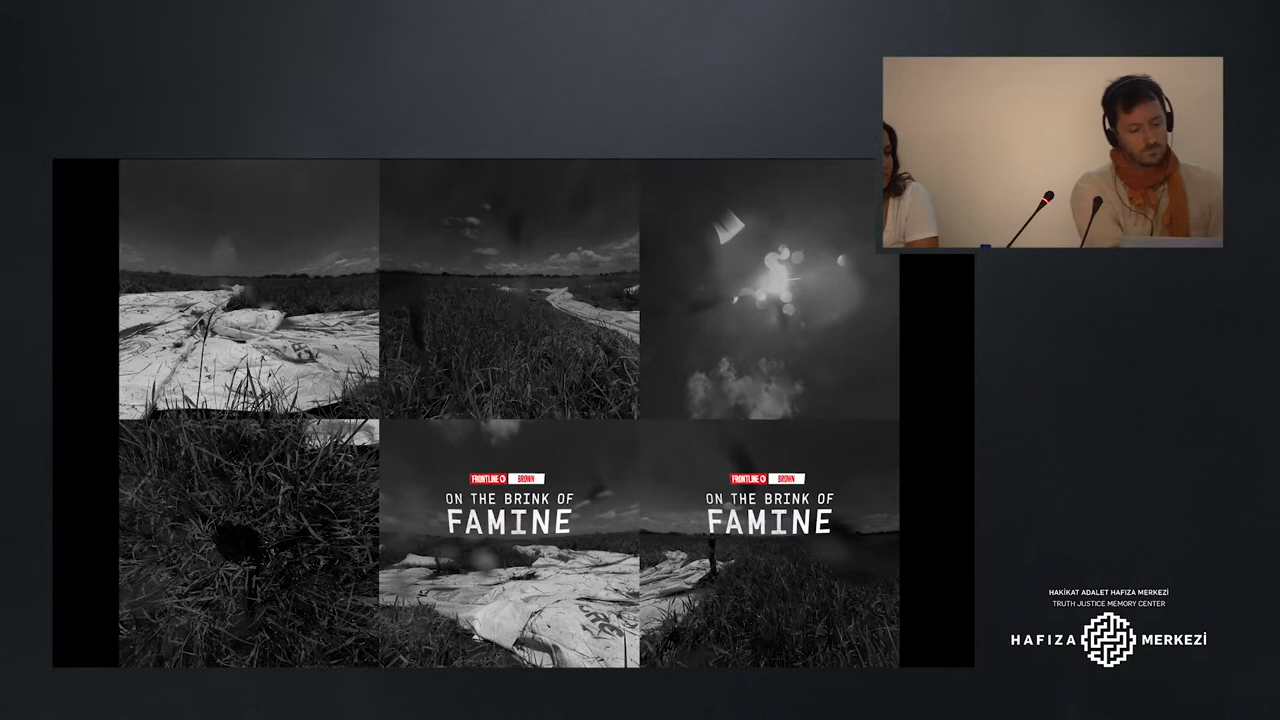 FRONTLINE BROWN
ON THE BRINK OF
FAMINE
FRONTLINE BROWN
ON THE BRINK OF
FAMINE
HAKİKAT ADALET HAFIZA MERKEZİ
TRUTH JUSTICE MEMORY CENTER
HAFIZA MERKEZİ